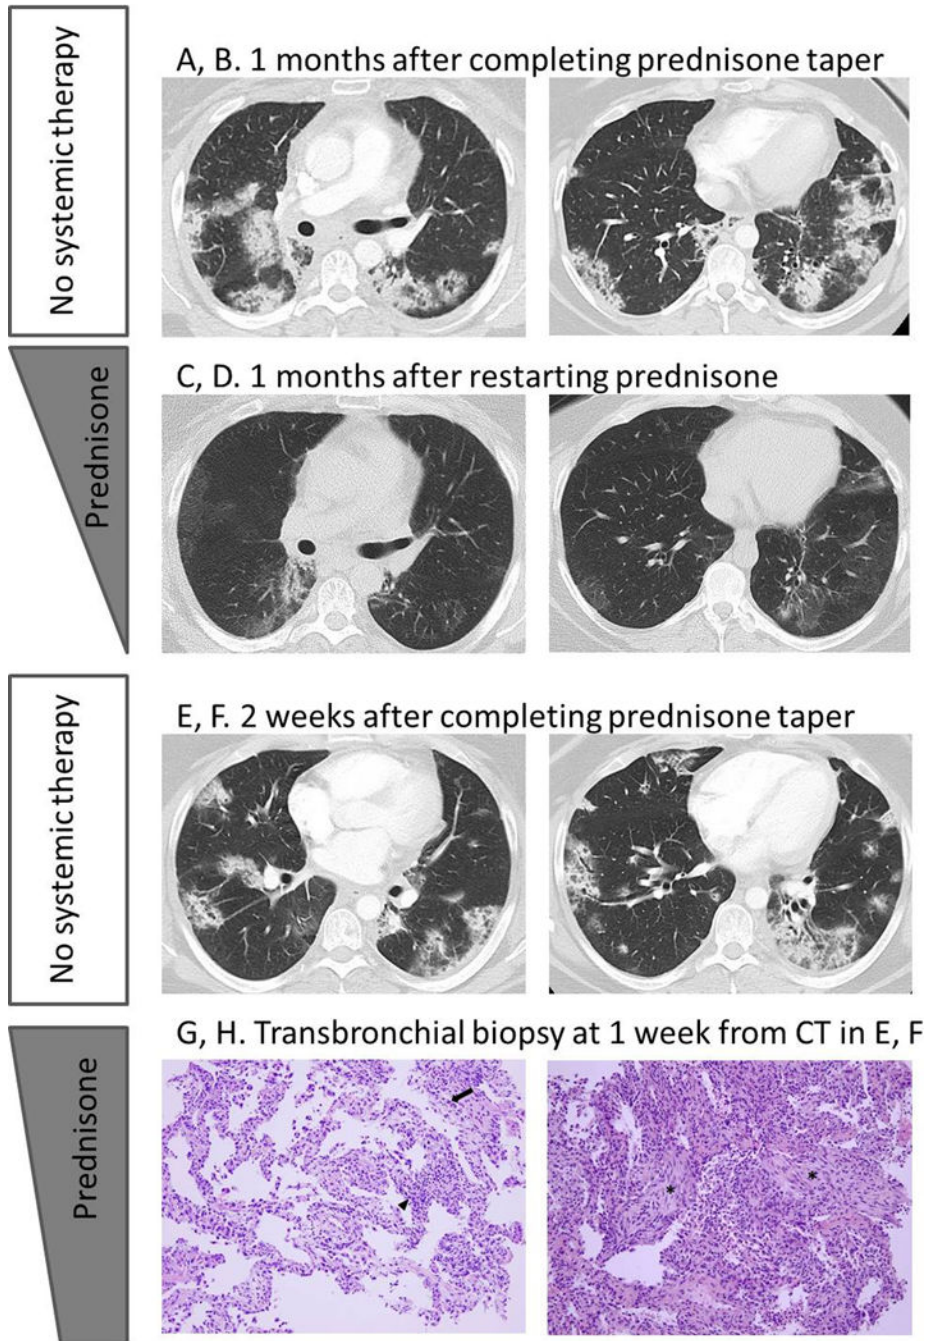 No systemic therapy
A, B. 1 months after completing prednisone taper
Prednisone
C, D. 1 months after restarting prednisone
No systemic therapy
E, F. 2 weeks after completing prednisone taper
Prednisone
G, H. Transbronchial biopsy at 1 week from CT in E, F
*
*